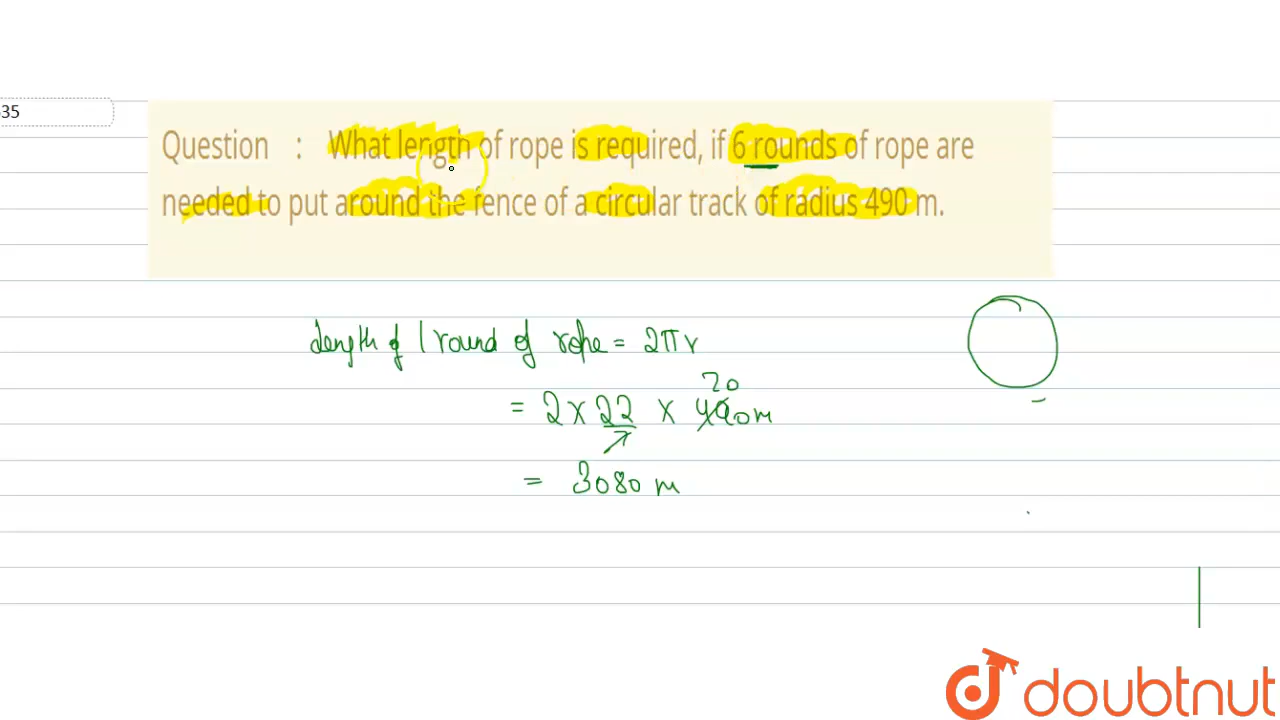 35
Question : What length of rope is required, if 6 rounds of rope are
needed to put around the fence of a circular track of radius 490 m.
Length of 1 round of rope = 2πr
20
= 2 × 22 × 490 m
7
= 3080 m
doubtnut